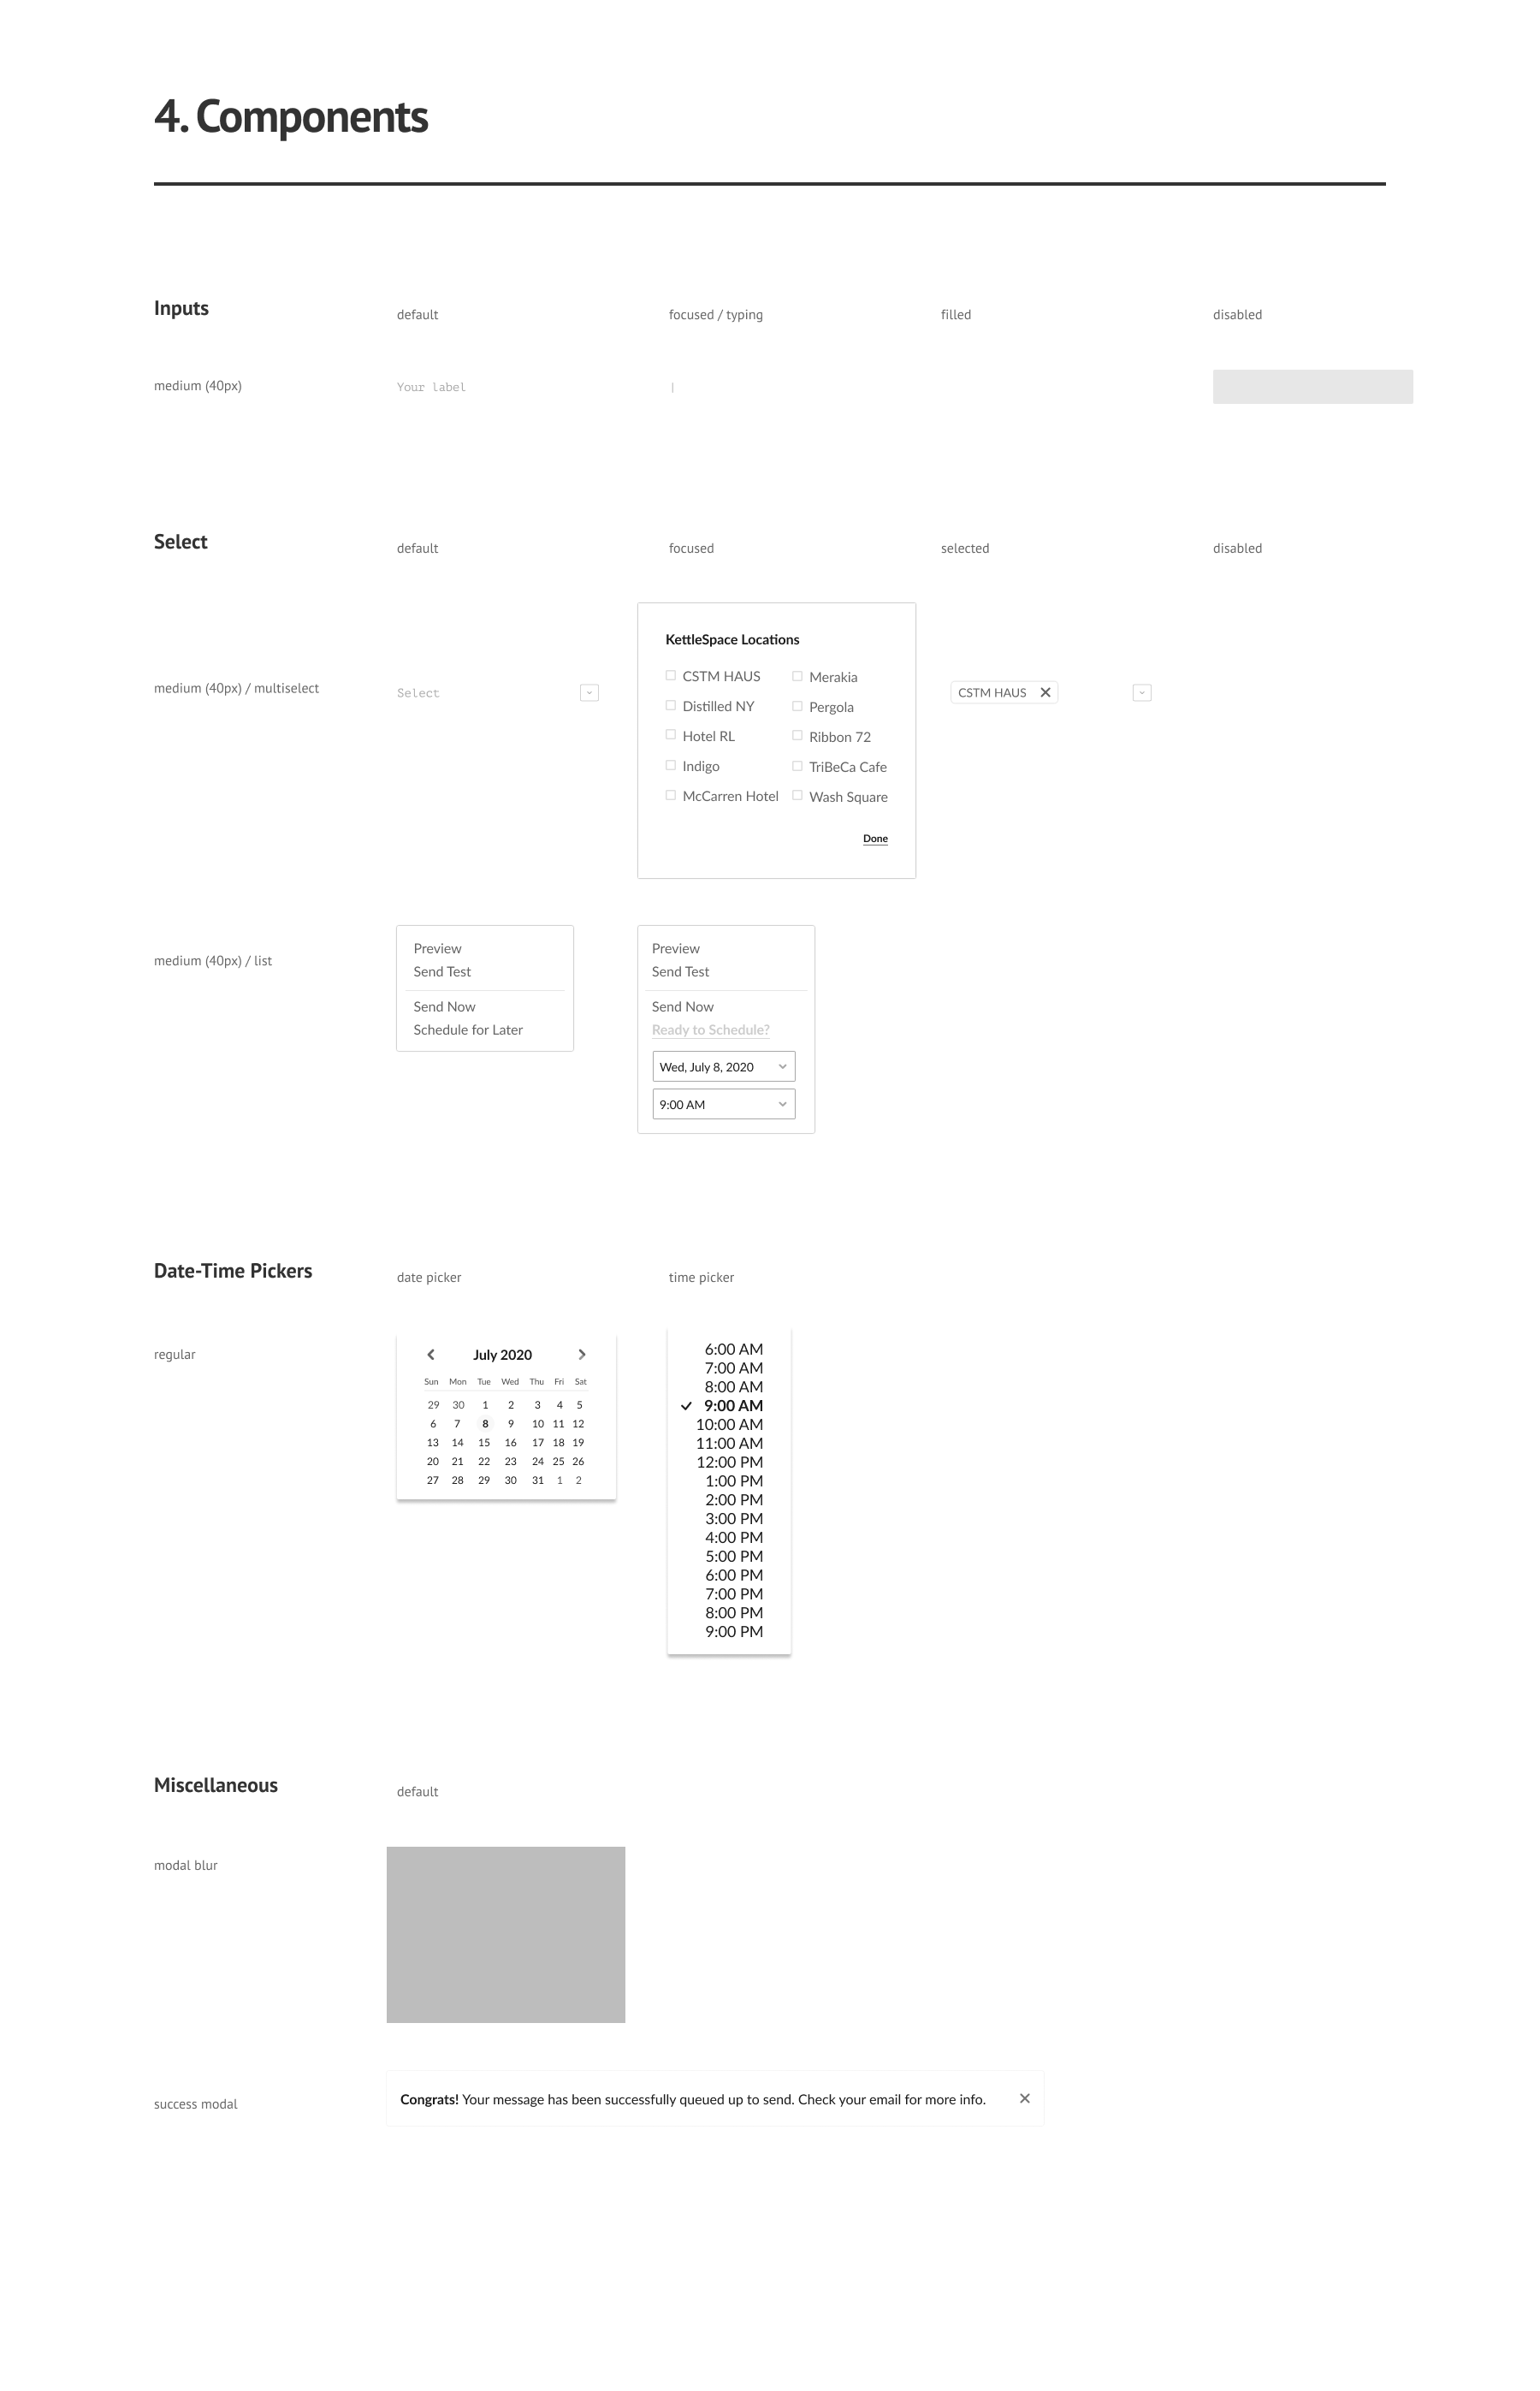 4. Components
Inputs default focused / typing filled disabled
medium (40px) Your label |
Select default focused selected disabled
KettleSpace Locations
CSTM HAUS Merakia
Distilled NY Pergola
Hotel RL Ribbon 72
Indigo TriBeCa Cafe
McCarren Hotel Wash Square
Done
medium (40px) / multiselect Select CSTM HAUS
medium (40px) / list
Preview
Send Test
Send Now
Schedule for Later
Preview
Send Test
Send Now
Ready to Schedule?
Wed, July 8, 2020
9:00 AM
Date-Time Pickers date picker time picker
regular
July 2020
Sun Mon Tue Wed Thu Fri Sat
29 30 1 2 3 4 5
6 7 8 9 10 11 12
13 14 15 16 17 18 19
20 21 22 23 24 25 26
27 28 29 30 31 1 2
6:00 AM
7:00 AM
8:00 AM
9:00 AM
10:00 AM
11:00 AM
12:00 PM
1:00 PM
2:00 PM
3:00 PM
4:00 PM
5:00 PM
6:00 PM
7:00 PM
8:00 PM
9:00 PM
Miscellaneous default
modal blur
success modal Congrats! Your message has been successfully queued up to send. Check your email for more info.